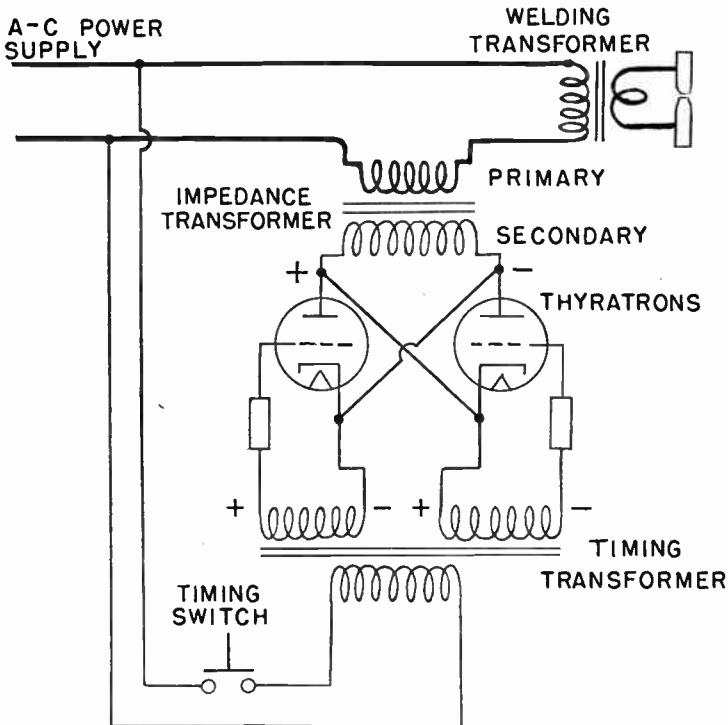 A-C POWER
SUPPLY
WELDING
TRANSFORMER
PRIMARY
IMPEDANCE
TRANSFORMER
SECONDARY
+
-
THYRATRONS
+
-
+
-
TIMING
TRANSFORMER
TIMING
SWITCH